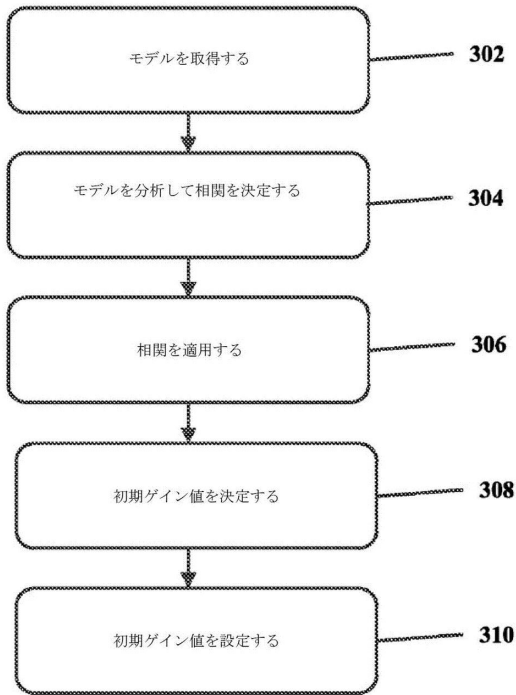 モデルを取得する
302
モデルを分析して相関を決定する
304
相関を適用する
306
初期ゲイン値を決定する
308
初期ゲイン値を設定する
310